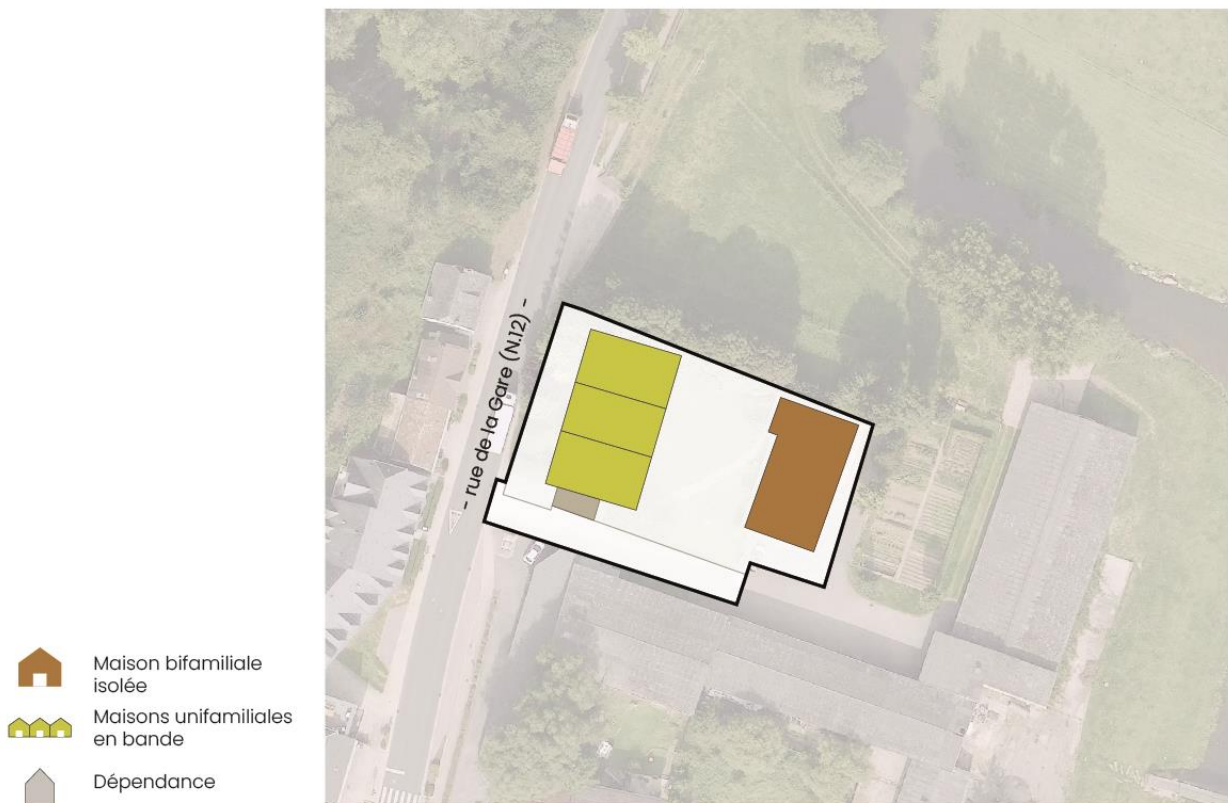 - rue de la Gare (N.12) -
Maison bifamiliale
isolée
Maisons unifamiliales
en bande
Dépendance